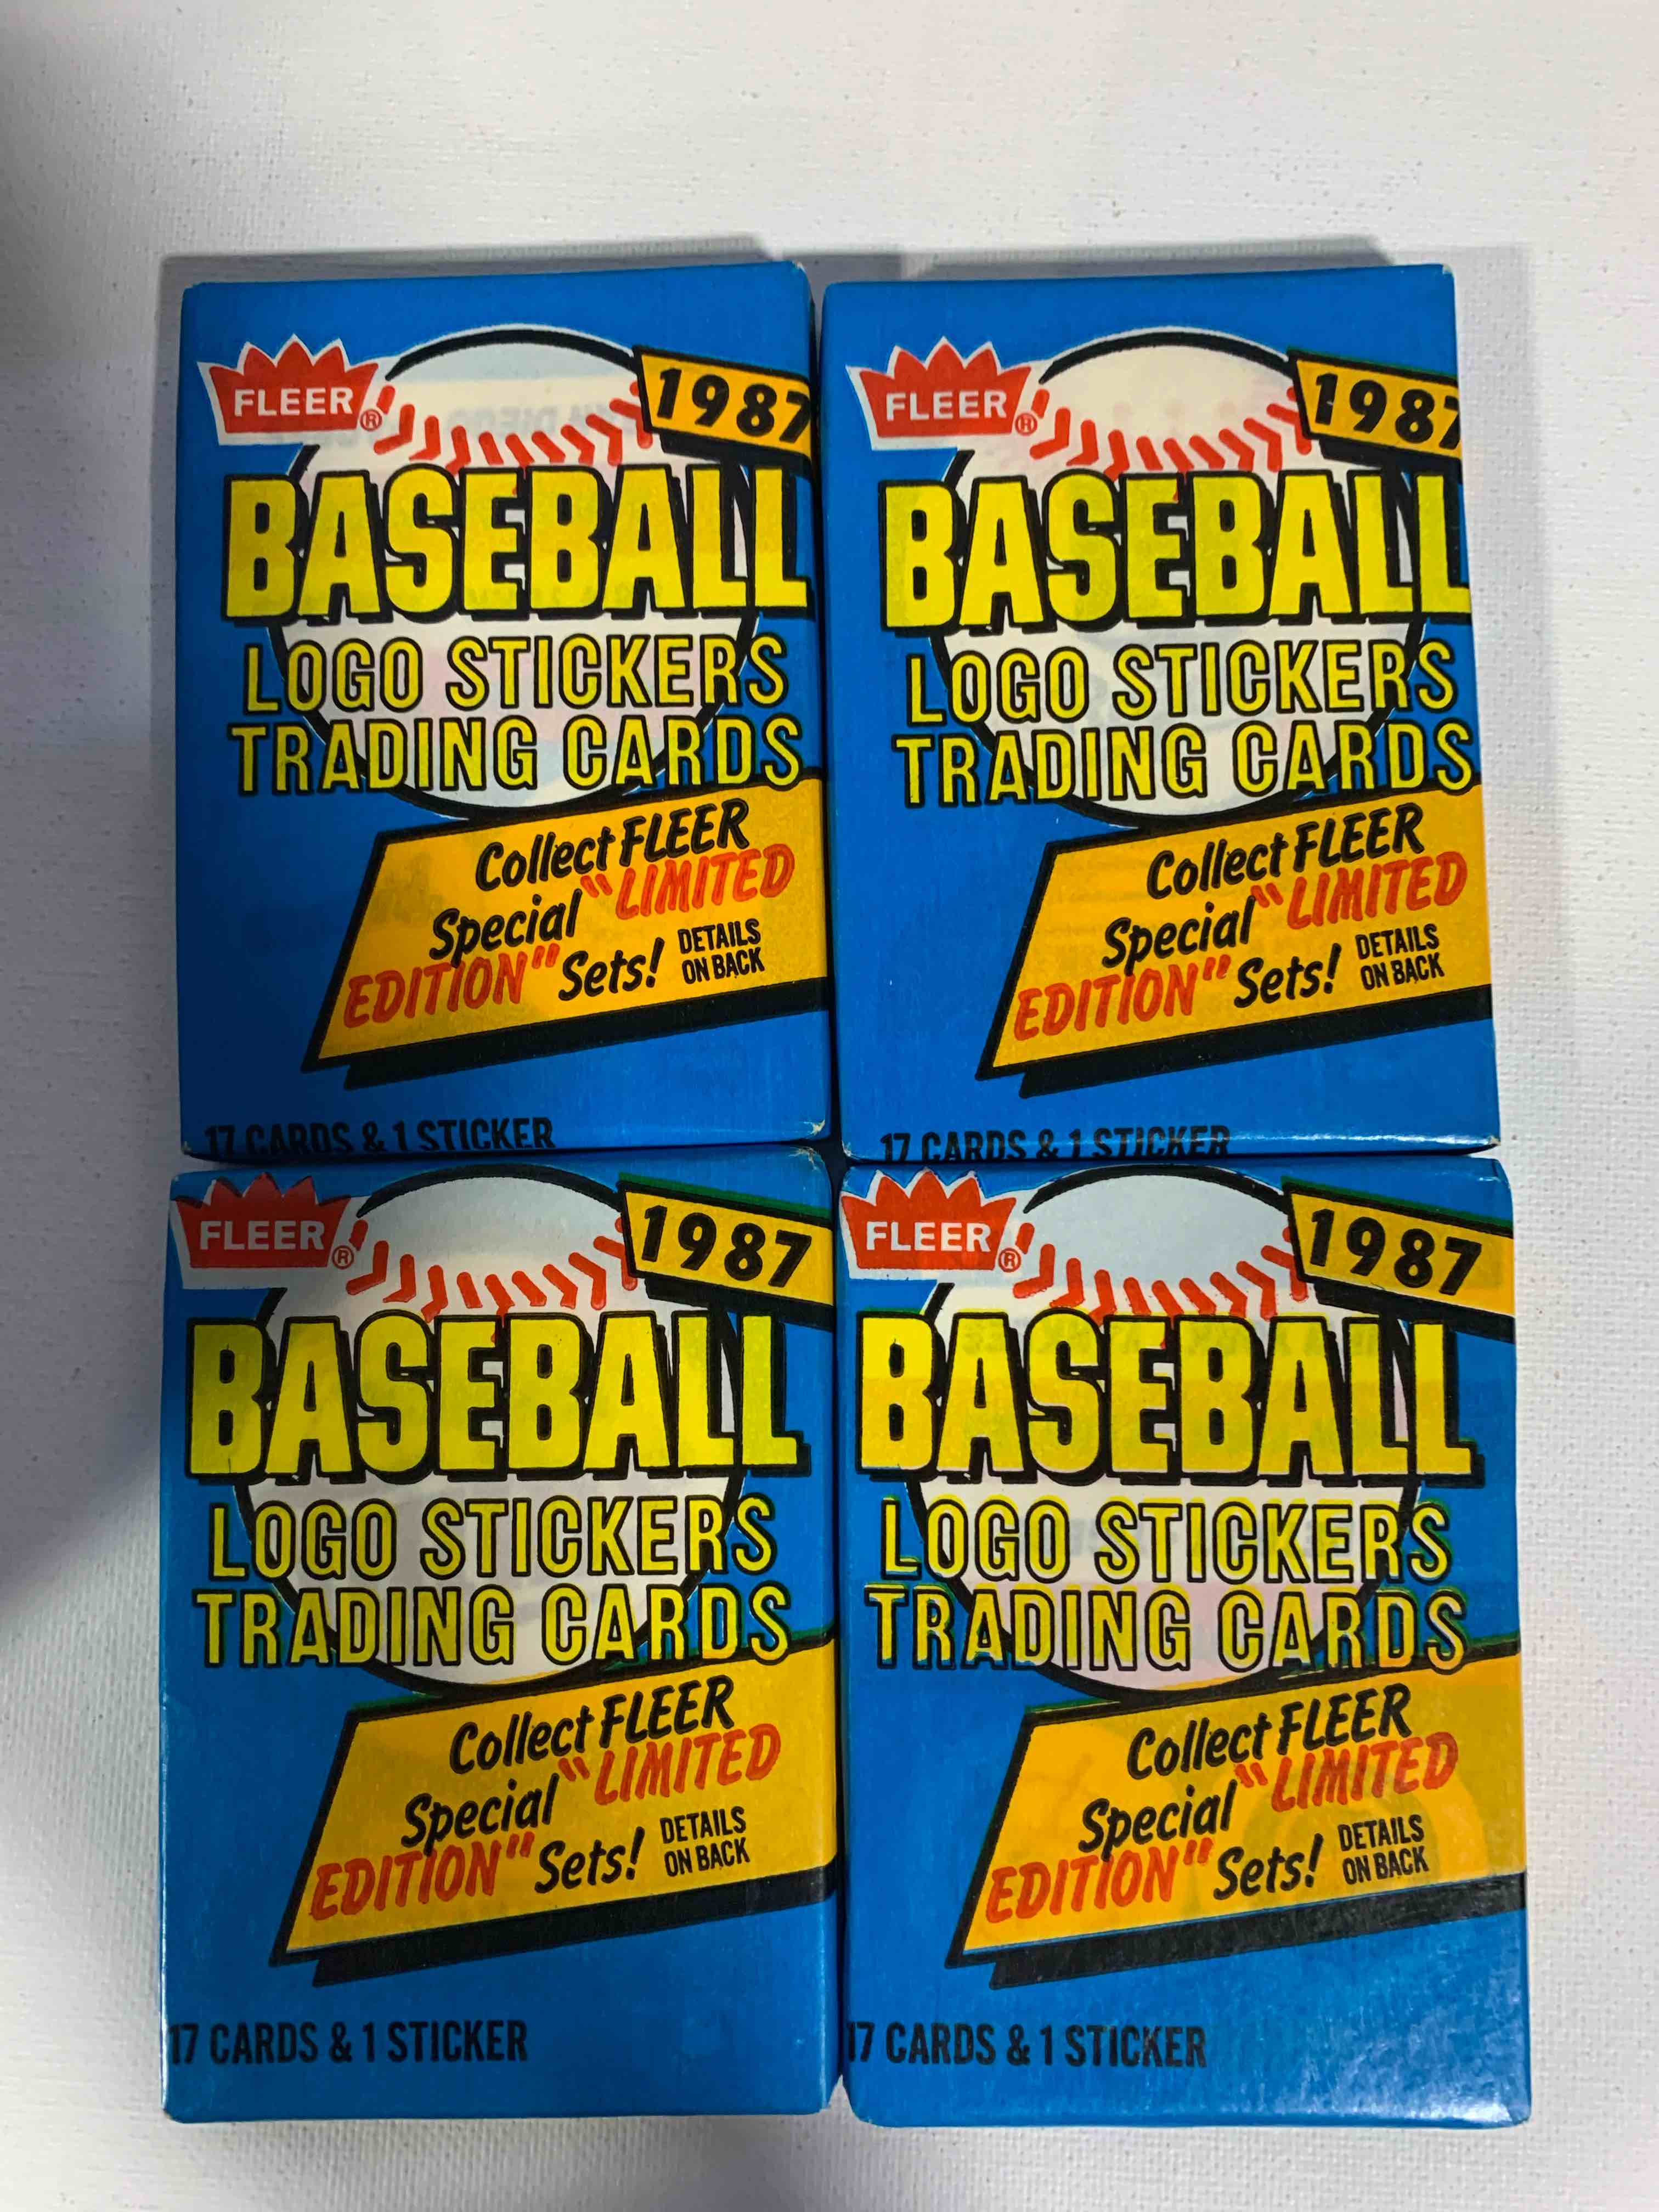 FLEER®
1987
BASEBALL
LOGO STICKERS
TRADING CARDS
Collect FLEER
Special "LIMITED
EDITION" Sets! DETAILS
ON BACK
17 CARDS & 1 STICKER
FLEER®
1987
BASEBALL
LOGO STICKERS
TRADING CARDS
Collect FLEER
Special "LIMITED
EDITION" Sets! DETAILS
ON BACK
17 CARDS & 1 STICKER
FLEER®
1987
BASEBALL
LOGO STICKERS
TRADING CARDS
Collect FLEER
Special "LIMITED
EDITION" Sets! DETAILS
ON BACK
17 CARDS & 1 STICKER
FLEER®
1987
BASEBALL
LOGO STICKERS
TRADING CARDS
Collect FLEER
Special "LIMITED
EDITION" Sets! DETAILS
ON BACK
17 CARDS & 1 STICKER